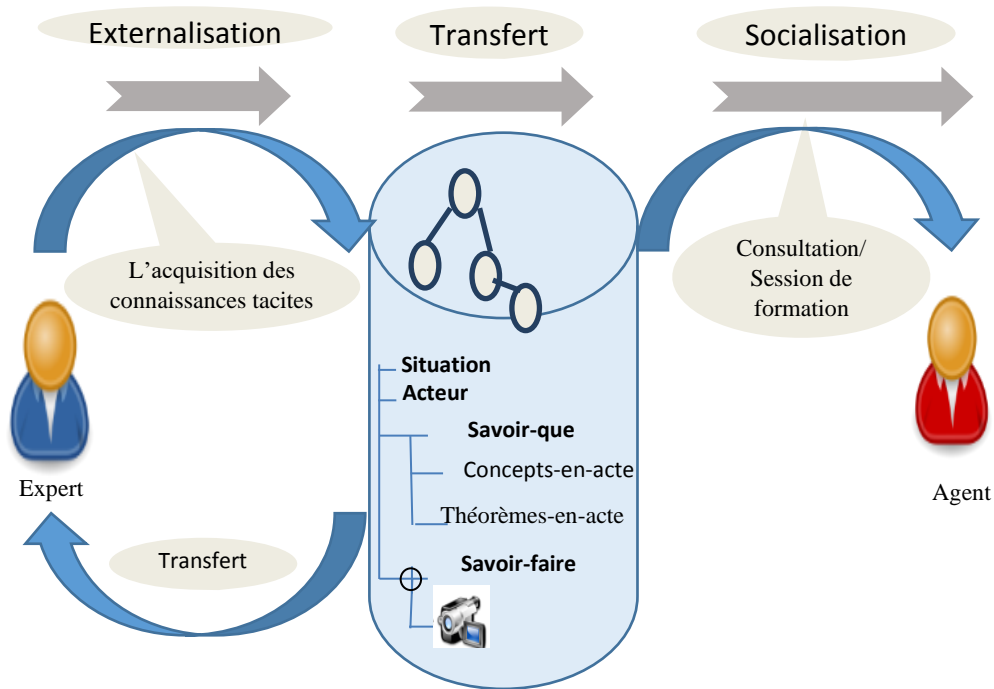 Externalisation
Transfert
Socialisation
L’acquisition des
connaissances tacites
Consultation/
Session de
formation
Situation
Acteur
Savoir-que
Concepts-en-acte
Théorèmes-en-acte
Savoir-faire
Expert
Agent
Transfert